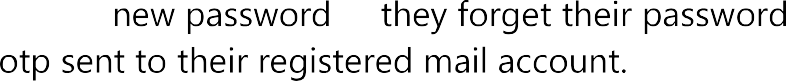 new password they forget their password
otp sent to their registered mail account.